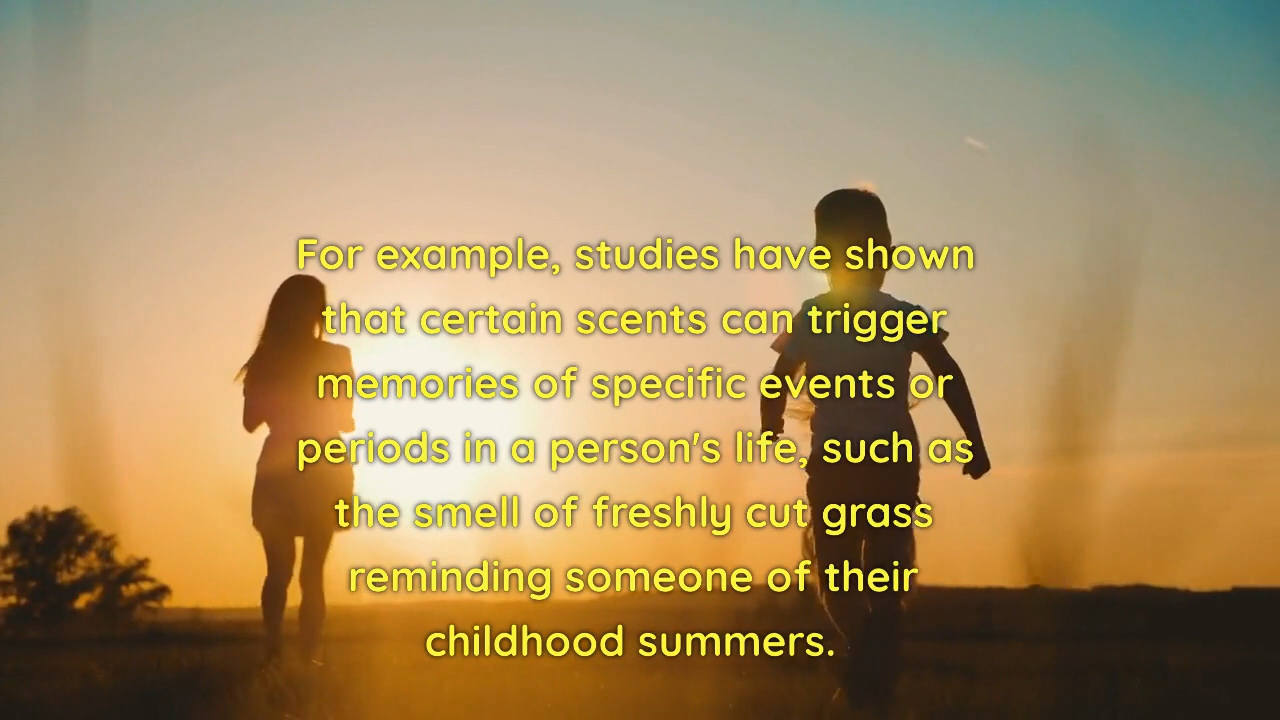 For example, studies have shown
that certain scents can trigger
memories of specific events or
periods in a person's life, such as
the smell of freshly cut grass
reminding someone of their
childhood summers.